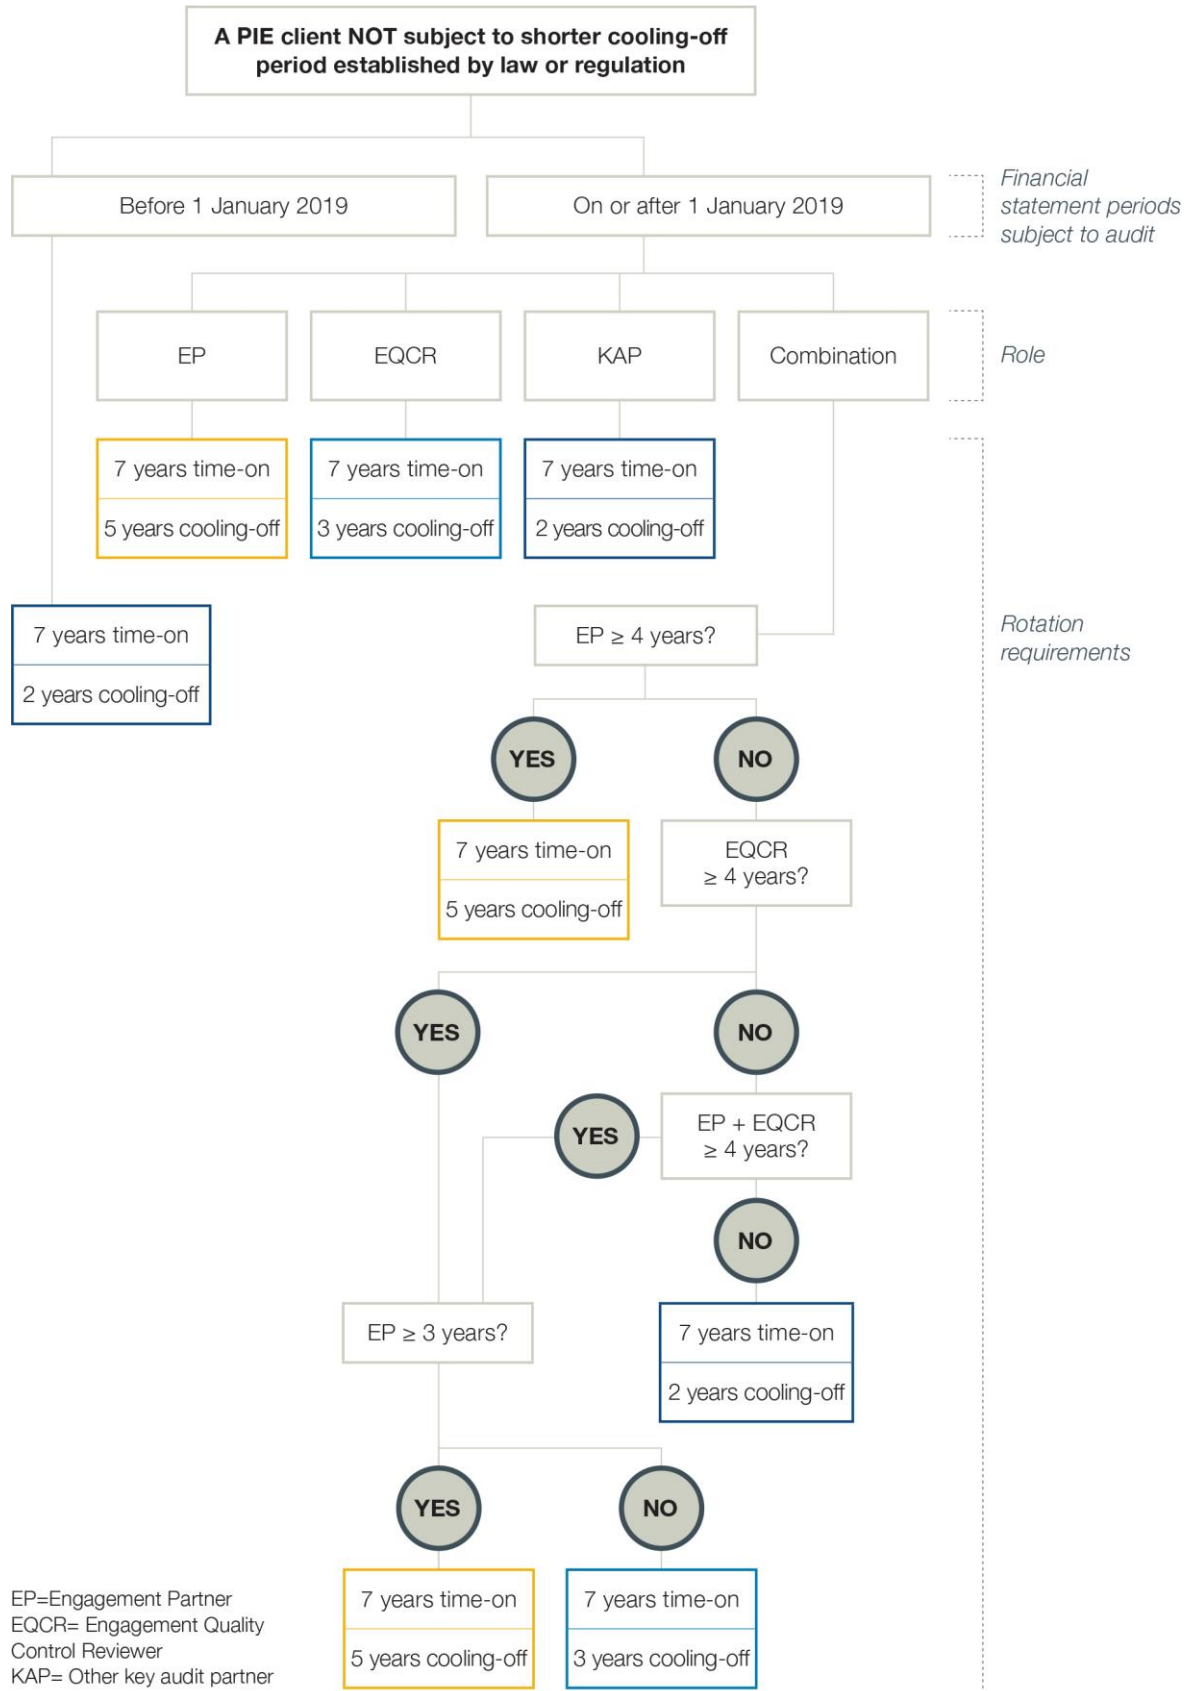 A PIE client NOT subject to shorter cooling-off
period established by law or regulation
Before 1 January 2019
On or after 1 January 2019
Financial
statement periods
subject to audit
EP
EQCR
KAP
Combination
Role
7 years time-on
5 years cooling-off
7 years time-on
3 years cooling-off
7 years time-on
2 years cooling-off
7 years time-on
2 years cooling-off
EP ≥ 4 years?
Rotation
requirements
YES
NO
7 years time-on
5 years cooling-off
EQCR
≥ 4 years?
YES
NO
YES
EP + EQCR
≥ 4 years?
NO
EP ≥ 3 years?
7 years time-on
2 years cooling-off
YES
NO
7 years time-on
5 years cooling-off
7 years time-on
3 years cooling-off
EP=Engagement Partner
EQCR= Engagement Quality
Control Reviewer
KAP= Other key audit partner